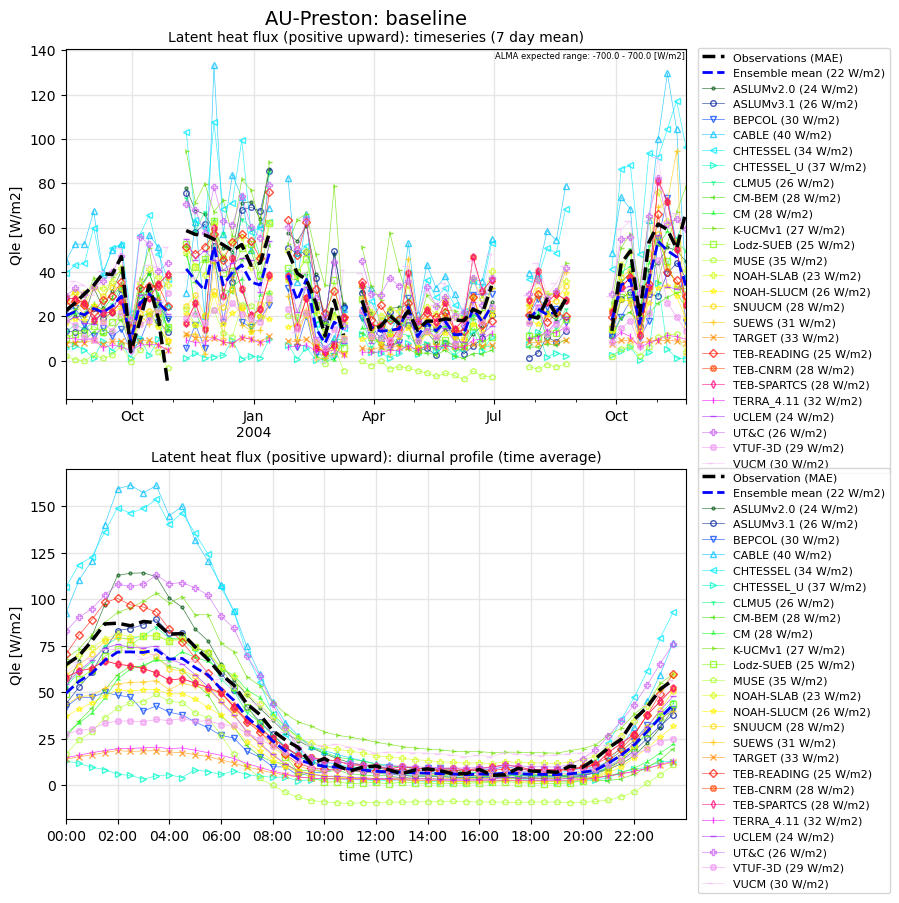 AU-Preston: baseline
Latent heat flux (positive upward): timeseries (7 day mean)
ALMA expected range: -700.0 - 700.0 [W/m2]
Qle [W/m2]
140
120
100
80
60
40
20
0
Oct
Jan
2004
Apr
Jul
Oct
Observations (MAE)
Ensemble mean (22 W/m2)
ASLUMv2.0 (24 W/m2)
ASLUMv3.1 (26 W/m2)
BEPCOL (30 W/m2)
CABLE (40 W/m2)
CHTESSEL (34 W/m2)
CHTESSEL_U (37 W/m2)
CLMU5 (26 W/m2)
CM-BEM (28 W/m2)
CM (28 W/m2)
K-UCMv1 (27 W/m2)
Lodz-SUEB (25 W/m2)
MUSE (35 W/m2)
NOAH-SLAB (23 W/m2)
NOAH-SLUCM (26 W/m2)
SNUUCM (28 W/m2)
SUEWS (31 W/m2)
TARGET (33 W/m2)
TEB-READING (25 W/m2)
TEB-CNRM (28 W/m2)
TEB-SPARTCS (28 W/m2)
TERRA_4.11 (32 W/m2)
UCLEM (24 W/m2)
UT&C (26 W/m2)
VTUF-3D (29 W/m2)
VUCM (30 W/m2)
Latent heat flux (positive upward): diurnal profile (time average)
Qle [W/m2]
150
125
100
75
50
25
0
00:00
02:00
04:00
06:00
08:00
10:00
12:00
14:00
16:00
18:00
20:00
22:00
time (UTC)
Observation (MAE)
Ensemble mean (22 W/m2)
ASLUMv2.0 (24 W/m2)
ASLUMv3.1 (26 W/m2)
BEPCOL (30 W/m2)
CABLE (40 W/m2)
CHTESSEL (34 W/m2)
CHTESSEL_U (37 W/m2)
CLMU5 (26 W/m2)
CM-BEM (28 W/m2)
CM (28 W/m2)
K-UCMv1 (27 W/m2)
Lodz-SUEB (25 W/m2)
MUSE (35 W/m2)
NOAH-SLAB (23 W/m2)
NOAH-SLUCM (26 W/m2)
SNUUCM (28 W/m2)
SUEWS (31 W/m2)
TARGET (33 W/m2)
TEB-READING (25 W/m2)
TEB-CNRM (28 W/m2)
TEB-SPARTCS (28 W/m2)
TERRA_4.11 (32 W/m2)
UCLEM (24 W/m2)
UT&C (26 W/m2)
VTUF-3D (29 W/m2)
VUCM (30 W/m2)